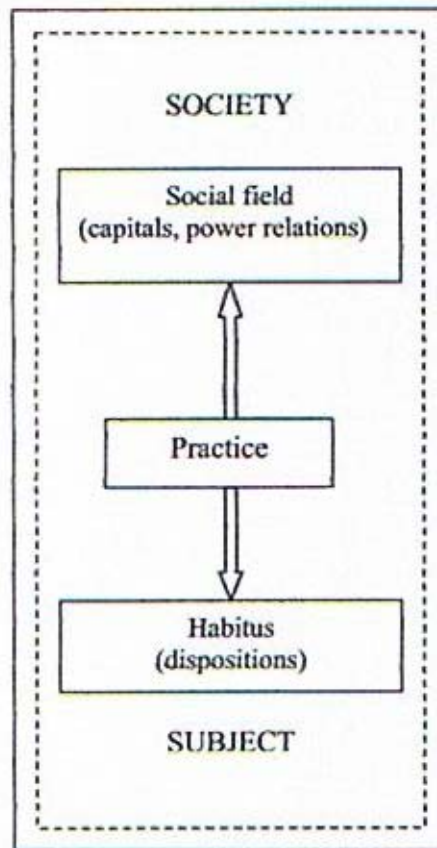 SOCIETY
Social field
(capitals, power relations)
Practice
Habitus
(dispositions)
SUBJECT